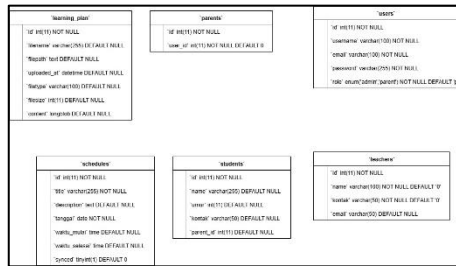 `learning_plan`
`id` int(11) NOT NULL
`filename` varchar(255) DEFAULT NULL
`filepath` text DEFAULT NULL
`uploaded_at` datetime DEFAULT NULL
`filetype` varchar(100) DEFAULT NULL
`filesize` int(11) DEFAULT NULL
`content` longblob DEFAULT NULL
`parents`
`id` int(11) NOT NULL
`user_id` int(11) NOT NULL DEFAULT 0
`users`
`id` int(11) NOT NULL
`username` varchar(100) NOT NULL
`email` varchar(100) NOT NULL
`password` varchar(255) NOT NULL
`role` enum('admin','parent') NOT NULL DEFAULT 'p
`schedules`
`id` int(11) NOT NULL
`title` varchar(255) NOT NULL
`description` text DEFAULT NULL
`tanggal` date NOT NULL
`waktu_mulai` time DEFAULT NULL
`waktu_selesai` time DEFAULT NULL
`synced` tinyint(1) DEFAULT 0
`students`
`id` int(11) NOT NULL
`name` varchar(255) DEFAULT NULL
`umur` int(11) DEFAULT NULL
`kontak` varchar(50) DEFAULT NULL
`parent_id` int(11) DEFAULT NULL
`teachers`
`id` int(11) NOT NULL
`name` varchar(100) NOT NULL DEFAULT '0'
`kontak` varchar(50) NOT NULL DEFAULT '0'
`email` varchar(50) DEFAULT NULL